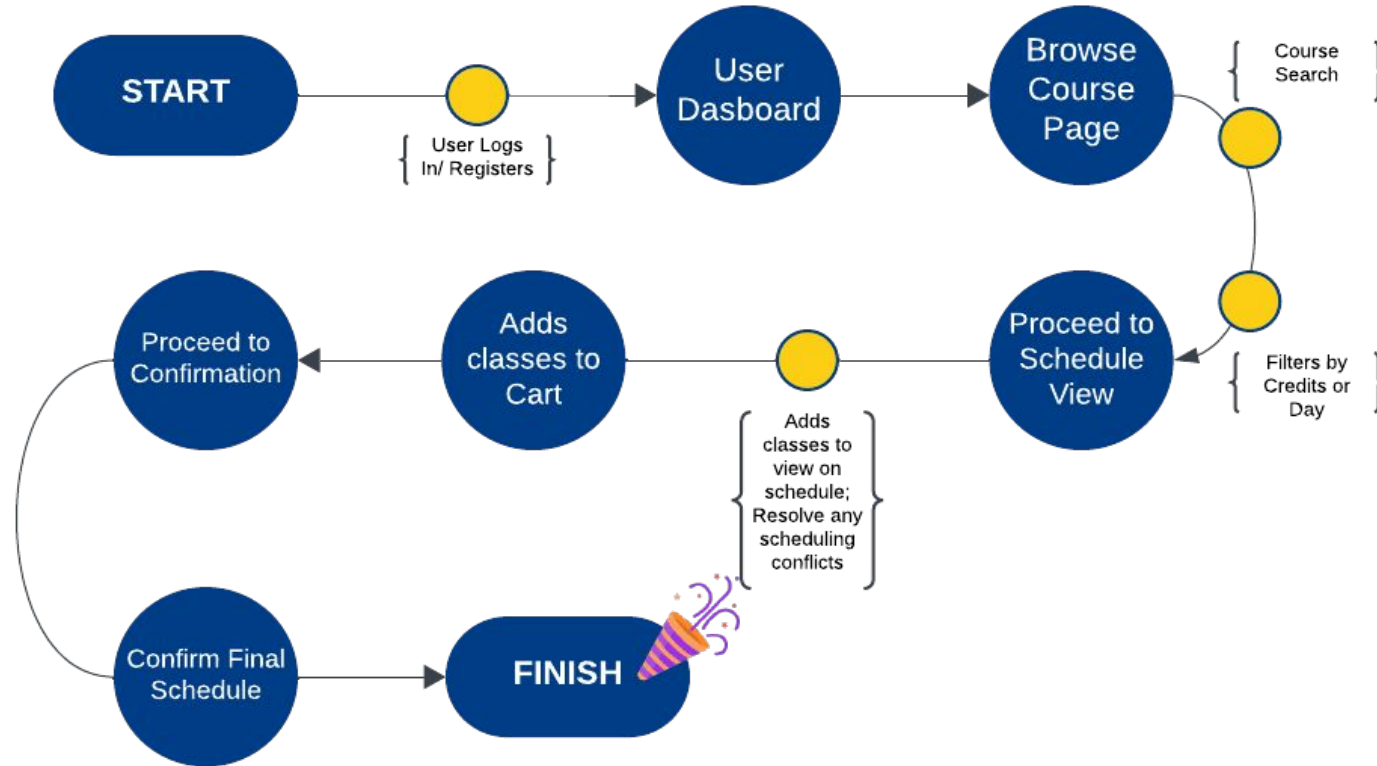 START
User Logs
In/ Registers
User
Dasboard
Browse
Course
Page
Course
Search
Filters by
Credits or
Day
Proceed to
Schedule
View
Adds
classes to
view on
schedule;
Resolve any
scheduling
conflicts
Adds
classes to
Cart
Proceed to
Confirmation
Confirm Final
Schedule
FINISH